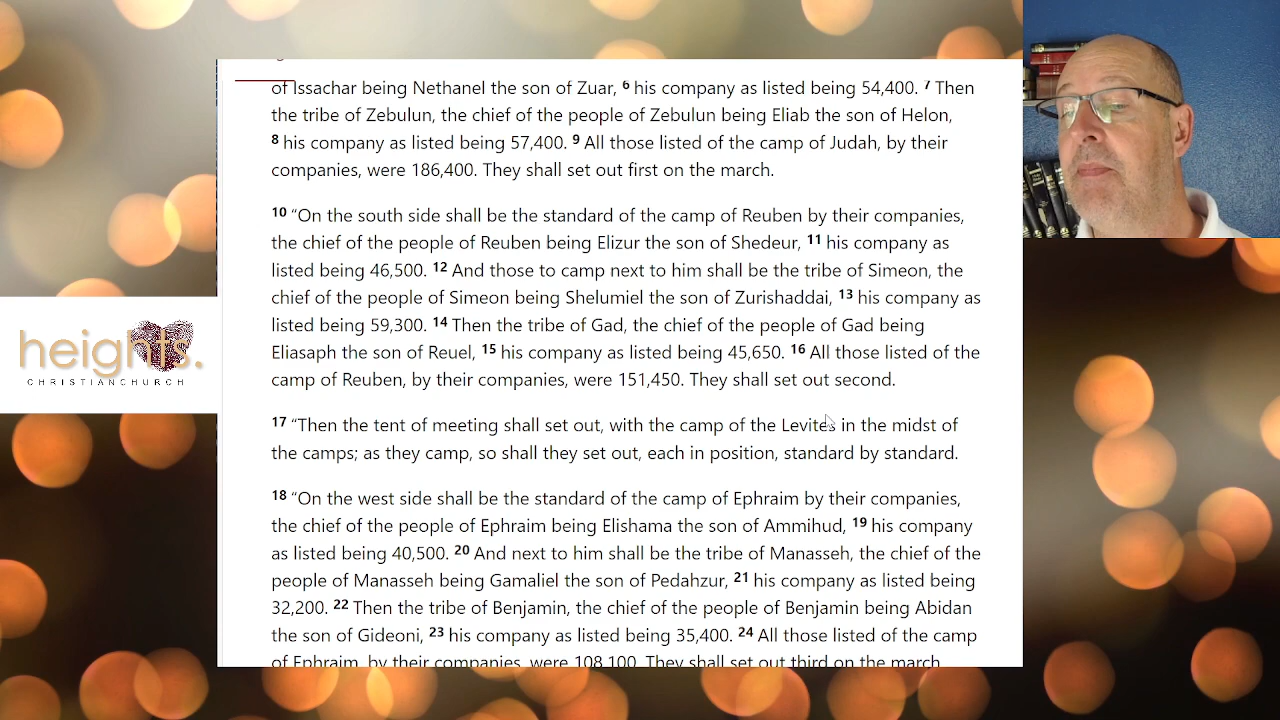 of Issachar being Nethanel the son of Zuar, 6 his company as listed being 54,400. 7 Then
the tribe of Zebulun, the chief of the people of Zebulun being Eliab the son of Helon,
8 his company as listed being 57,400. 9 All those listed of the camp of Judah, by their
companies, were 186,400. They shall set out first on the march.
10 “On the south side shall be the standard of the camp of Reuben by their companies,
the chief of the people of Reuben being Elizur the son of Shedeur, 11 his company as
listed being 46,500. 12 And those to camp next to him shall be the tribe of Simeon, the
chief of the people of Simeon being Shelumiel the son of Zurishaddai, 13 his company as
listed being 59,300. 14 Then the tribe of Gad, the chief of the people of Gad being
Eliasaph the son of Reuel, 15 his company as listed being 45,650. 16 All those listed of the
camp of Reuben, by their companies, were 151,450. They shall set out second.
17 “Then the tent of meeting shall set out, with the camp of the Levites in the midst of
the camps; as they camp, so shall they set out, each in position, standard by standard.
18 “On the west side shall be the standard of the camp of Ephraim by their companies,
the chief of the people of Ephraim being Elishama the son of Ammihud, 19 his company
as listed being 40,500. 20 And next to him shall be the tribe of Manasseh, the chief of the
people of Manasseh being Gamaliel the son of Pedahzur, 21 his company as listed being
32,200. 22 Then the tribe of Benjamin, the chief of the people of Benjamin being Abidan
the son of Gideoni, 23 his company as listed being 35,400. 24 All those listed of the camp
of Ephraim, by their companies, were 108,100. They shall set out third on the march
heights.
CHRISTIANCHURCH